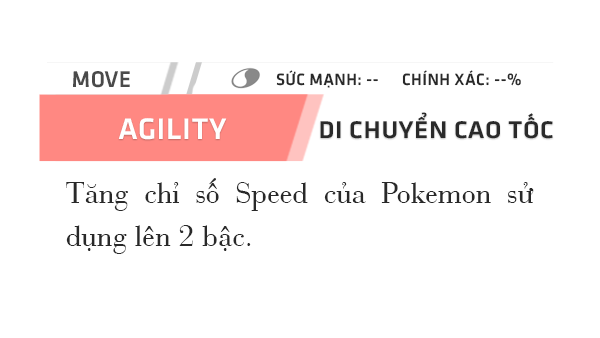 MOVE SỨC MẠNH: -- CHÍNH XÁC: --%
AGILITY DI CHUYỂN CAO TỐC
Tăng chỉ số Speed của Pokemon sử
dụng lên 2 bậc.